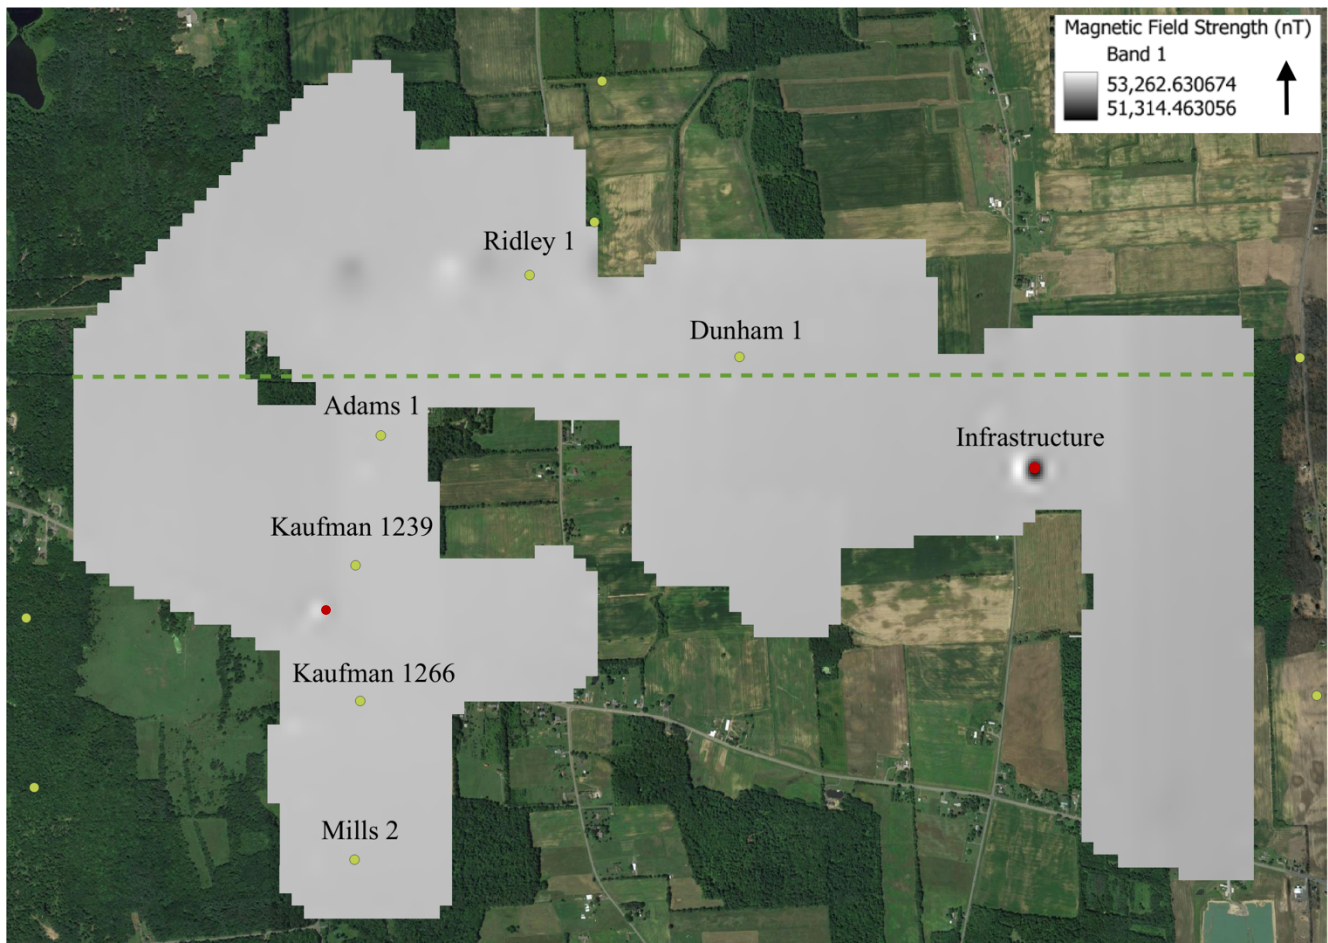 Magnetic Field Strength (nT)
Band 1
53,262.630674
51,314.463056
Ridley 1
Dunham 1
Adams 1
Infrastructure
Kaufman 1239
Kaufman 1266
Mills 2